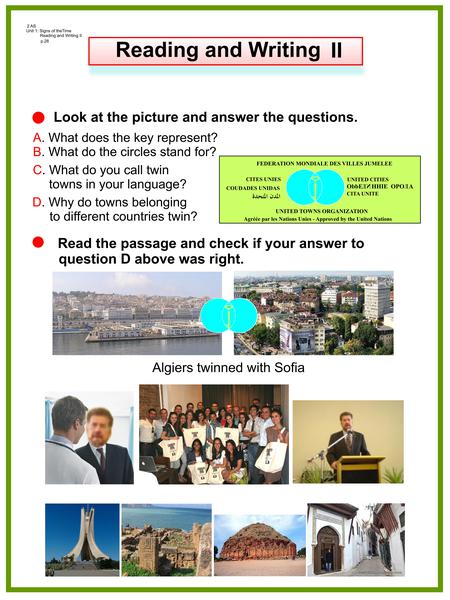 2 AS
Unit 1: Signs of theTime
Reading and Writing II
p.28
Reading and Writing II
Look at the picture and answer the questions.
A. What does the key represent?
B. What do the circles stand for?
C. What do you call twin
towns in your language?
D. Why do towns belonging
to different countries twin?
FEDERATION MONDIALE DES VILLES JUMELEE
CITES UNIES
COUDADES UNIDAS
المدن المتحدة
UNITED CITIES
CITA UNITE
UNITED TOWNS ORGANIZATION
Agréée par les Nations Unies - Approved by the United Nations
Read the passage and check if your answer to
question D above was right.
Algiers twinned with Sofia